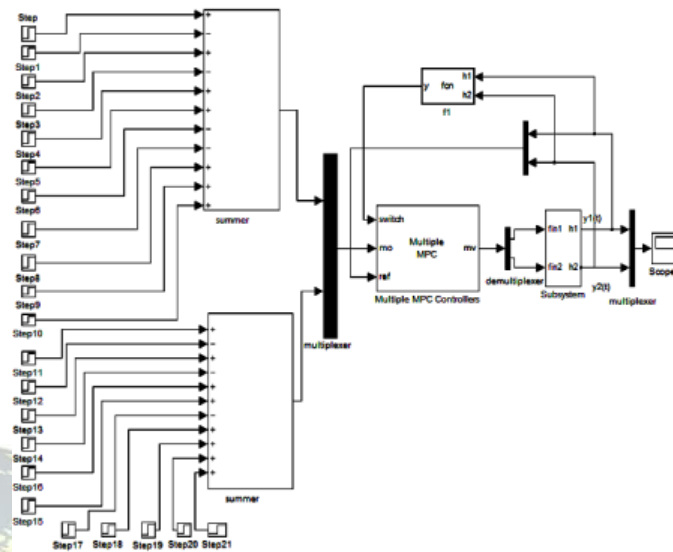 Step
Step1
Step2
Step3
Step4
Step5
Step6
Step7
Step8
Step9
Step10
+
−
+
−
+
+
−
−
+
+
+
summer
Step11
Step12
Step13
Step14
Step16
Step15
Step17
Step18
Step19
Step20
Step21
+
−
+
−
+
+
−
+
+
+
+
summer
multiplexer
y
fcn
h1
h2
f1
switch
mo
ref
Multiple
MPC
mv
Multiple MPC Controllers
demultiplexer
fin1
fin2
h1
h2
Subsystem
y1(t)
y2(t)
multiplexer
Scope